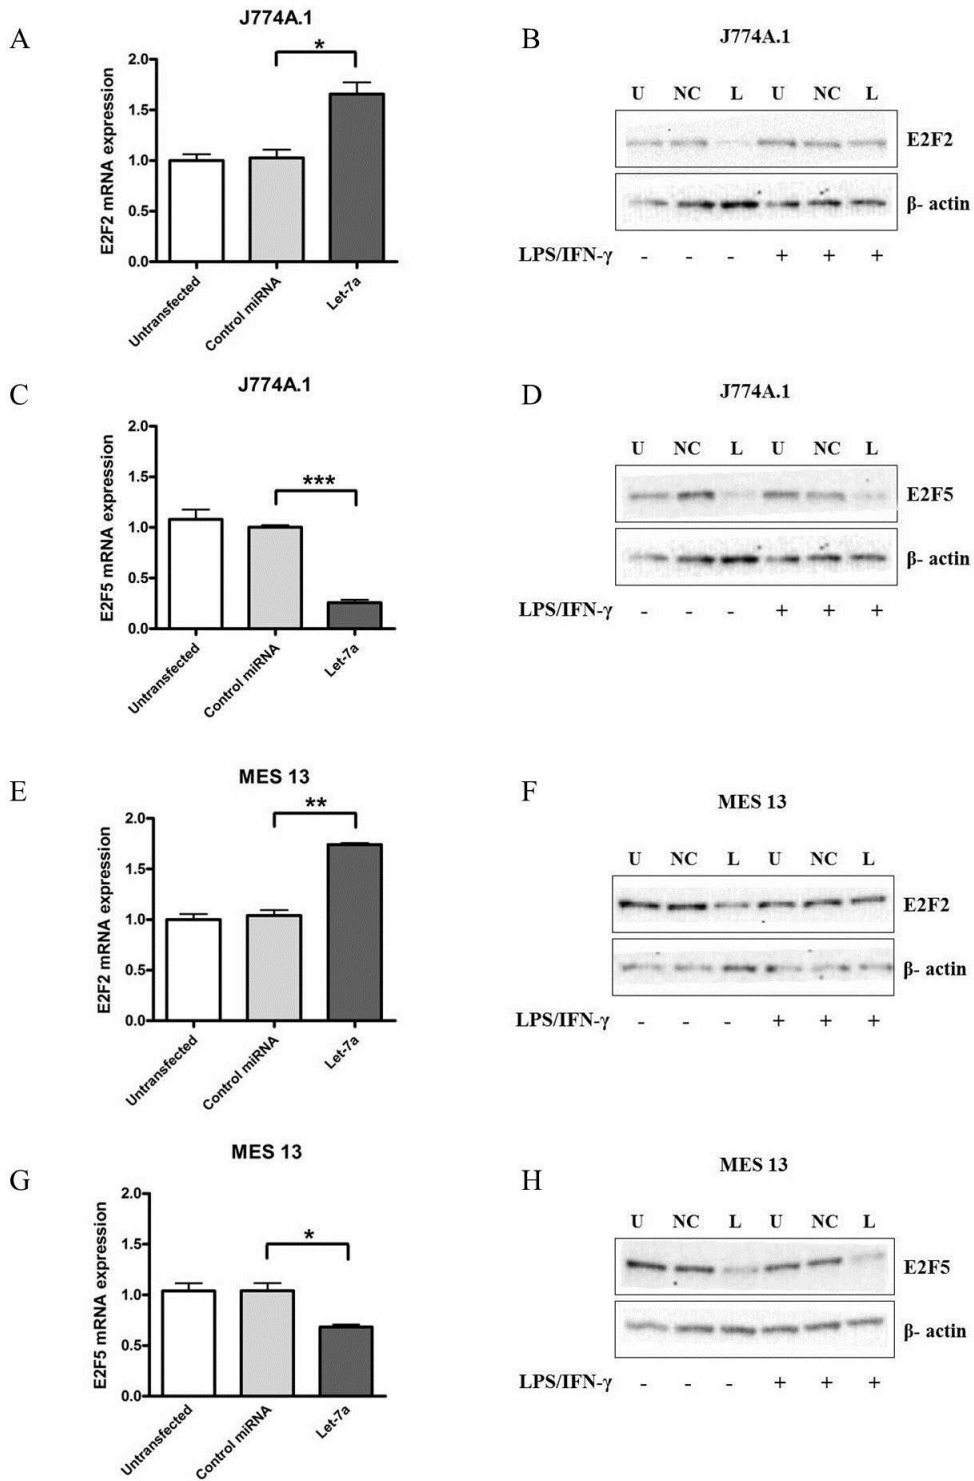 A
J774A.1
*
E2F2 mRNA expression
2.0
1.5
1.0
0.5
0.0
Untransfected
Control miRNA
Let-7a
B
J774A.1
U NC L U NC L
E2F2
β- actin
LPS/IFN-γ - - - + + +
C
J774A.1
***
E2F5 mRNA expression
2.0
1.5
1.0
0.5
0.0
Untransfected
Control miRNA
Let-7a
D
J774A.1
U NC L U NC L
E2F5
β- actin
LPS/IFN-γ - - - + + +
E
MES 13
**
E2F2 mRNA expression
2.0
1.5
1.0
0.5
0.0
Untransfected
Control miRNA
Let-7a
F
MES 13
U NC L U NC L
E2F2
β- actin
LPS/IFN-γ - - - + + +
G
MES 13
*
E2F5 mRNA expression
2.0
1.5
1.0
0.5
0.0
Untransfected
Control miRNA
Let-7a
H
MES 13
U NC L U NC L
E2F5
β- actin
LPS/IFN-γ - - - + + +